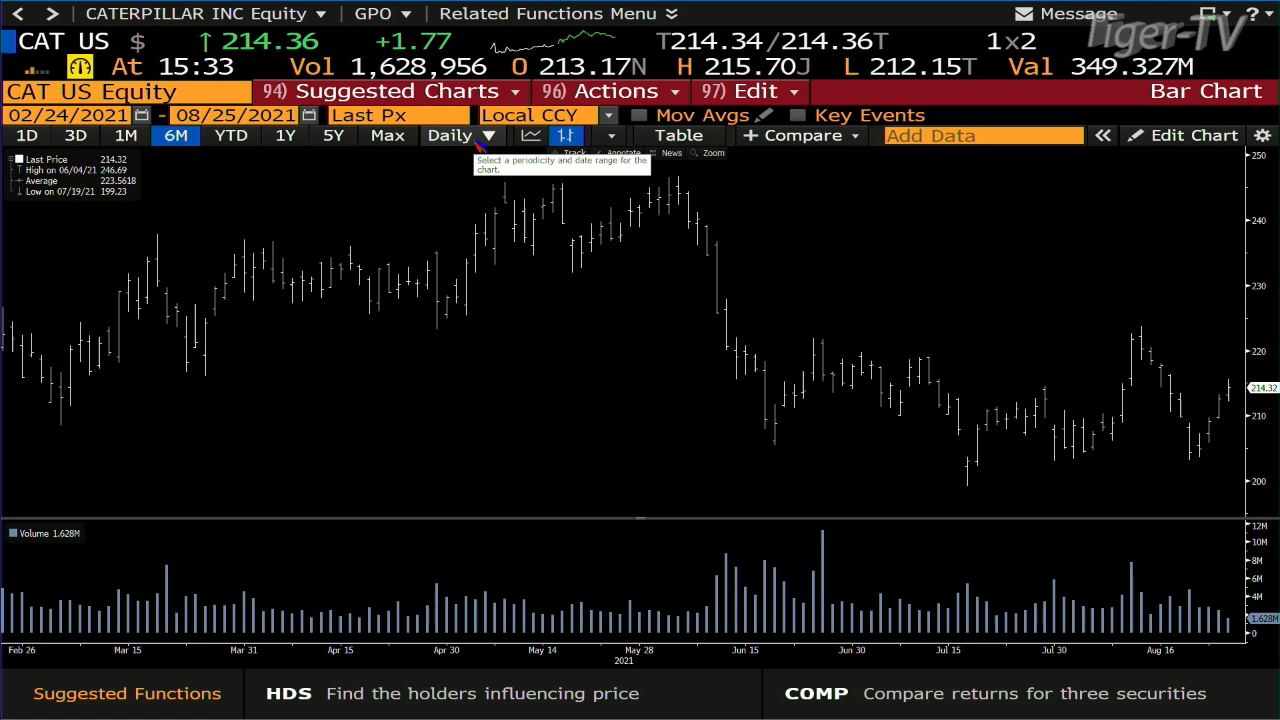 CATERPILLAR INC Equity GPO Related Functions Menu Message ?
Tiger-TV
CAT US $ ↑ 214.36 +1.77 T214.34/214.36T 1x2
At 15:33 Vol 1,628,956 O 213.17N H 215.70J L 212.15T Val 349.327M
CAT US Equity 94) Suggested Charts 96) Actions 97) Edit Bar Chart
02/24/2021 - 08/25/2021 Last Px Local CCY Mov Avgs Key Events
1D 3D 1M 6M YTD 1Y 5Y Max Daily ▼ Table + Compare Add Data « Edit Chart
Track Annotate News Zoom
Select a periodicity and date range for the
chart.
Last Price 214.32
High on 06/04/21 246.69
Average 223.5618
Low on 07/19/21 199.23
250
240
230
220
214.32
210
200
Volume 1.628M
12M
10M
8M
6M
4M
1.628M
0
Feb 26 Mar 15 Mar 31 Apr 15 Apr 30 May 14 May 28 Jun 15 Jun 30 Jul 15 Jul 30 Aug 16
2021
Suggested Functions HDS Find the holders influencing price COMP Compare returns for three securities